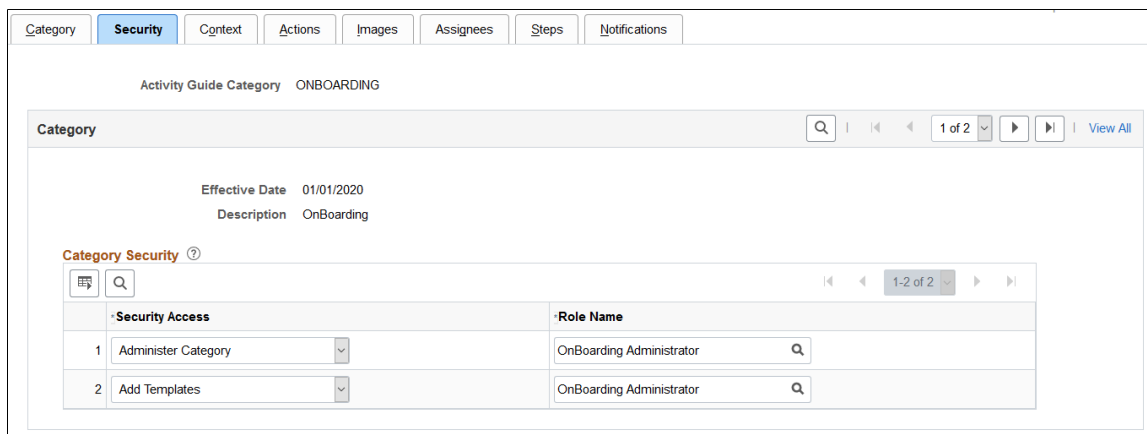 Category Security Context Actions Images Assignees Steps Notifications
Activity Guide Category ONBOARDING
Category 1 of 2 View All
Effective Date 01/01/2020
Description OnBoarding
Category Security ?
1-2 of 2
*Security Access *Role Name
1 Administer Category OnBoarding Administrator
2 Add Templates OnBoarding Administrator